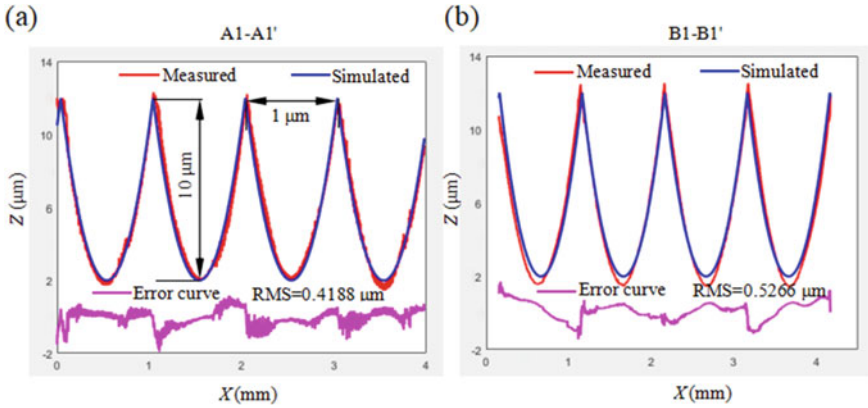 (a)
A1-A1'
Measured
Simulated
14
10
6
2
-2
Z (μm)
1 μm
10 μm
Error curve
RMS=0.4188 μm
0
1
2
3
4
X (mm)
(b)
B1-B1'
Measured
Simulated
14
10
6
2
-2
Z (μm)
Error curve
RMS=0.5266 μm
0
1
2
3
4
X (mm)